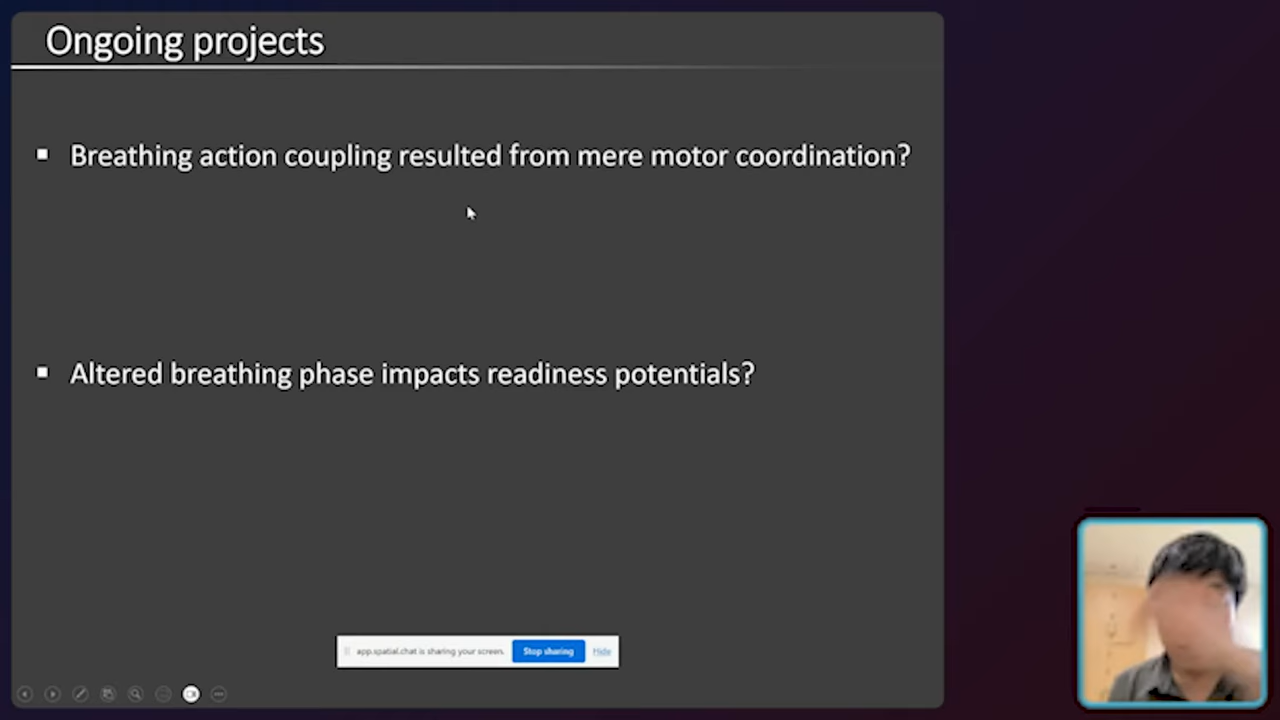 Ongoing projects
Breathing action coupling resulted from mere motor coordination?
Altered breathing phase impacts readiness potentials?
app.spatial.chat is sharing your screen. Stop sharing Hide